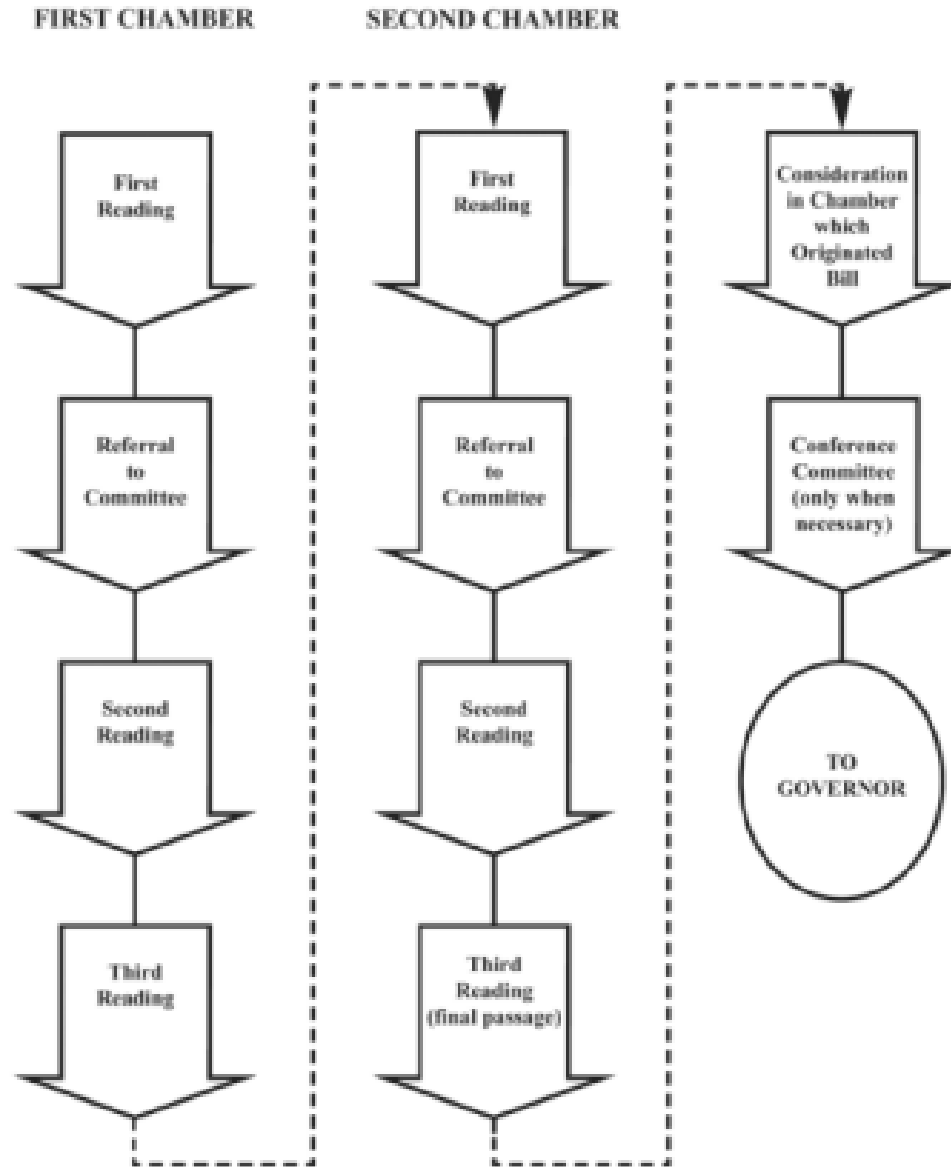 FIRST CHAMBER
SECOND CHAMBER
First
Reading
Referral
to
Committee
Second
Reading
Third
Reading
First
Reading
Referral
to
Committee
Second
Reading
Third
Reading
(final passage)
Consideration
in Chamber
which
Originated
Bill
Conference
Committee
(only when
necessary)
TO
GOVERNOR